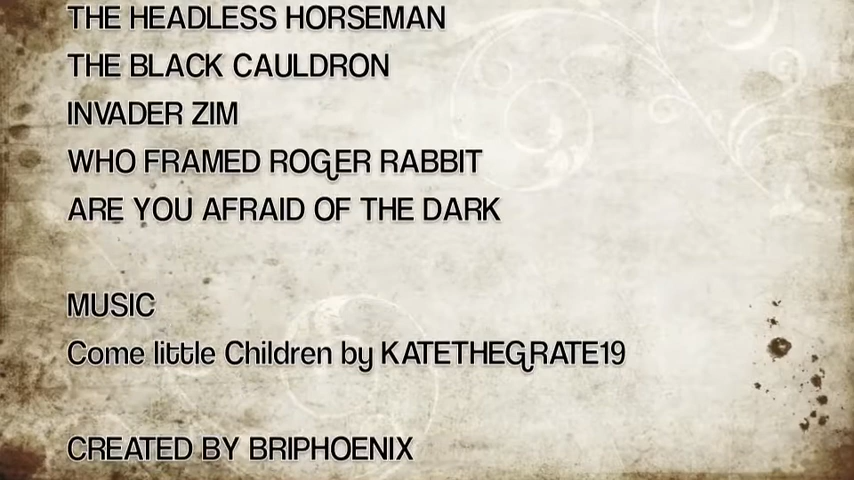 THE HEADLESS HORSEMAN
THE BLACK CAULDRON
INVADER ZIM
WHO FRAMED ROGER RABBIT
ARE YOU AFRAID OF THE DARK
MUSIC
Come little Children by KATETHEGRATE19
CREATED BY BRIPHOENIX